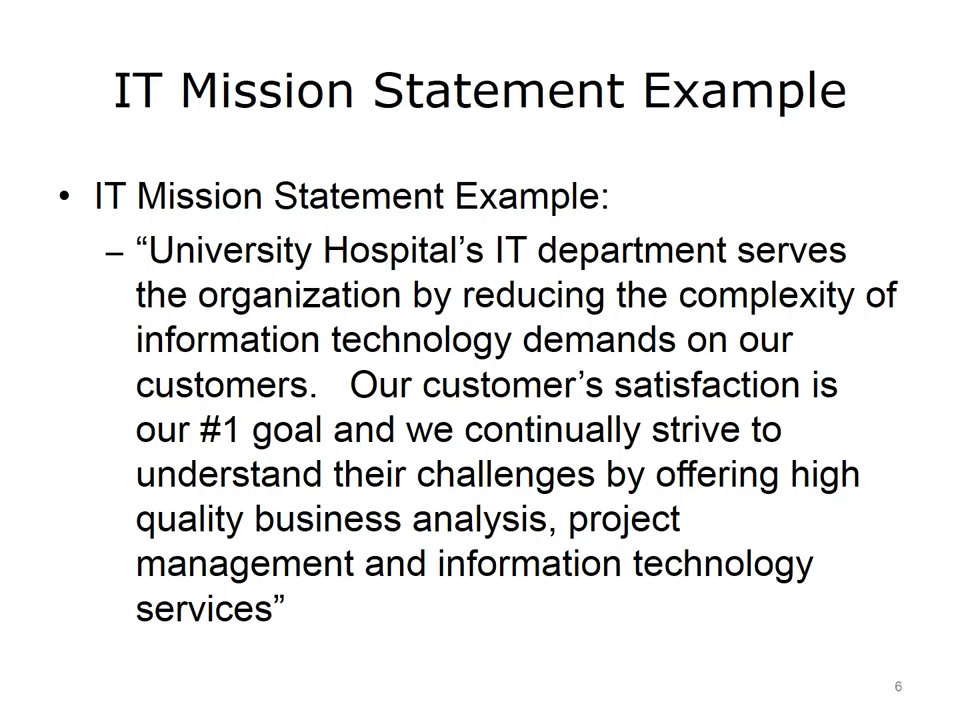 IT Mission Statement Example
• IT Mission Statement Example:
– “University Hospital’s IT department serves
the organization by reducing the complexity of
information technology demands on our
customers.   Our customer’s satisfaction is
our #1 goal and we continually strive to
understand their challenges by offering high
quality business analysis, project
management and information technology
services”
6